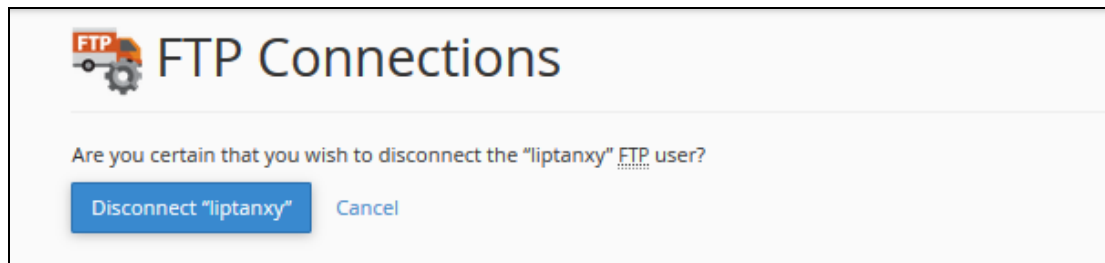 FTP
FTP Connections
Are you certain that you wish to disconnect the “liptanxy” FTP user?
Disconnect “liptanxy” Cancel